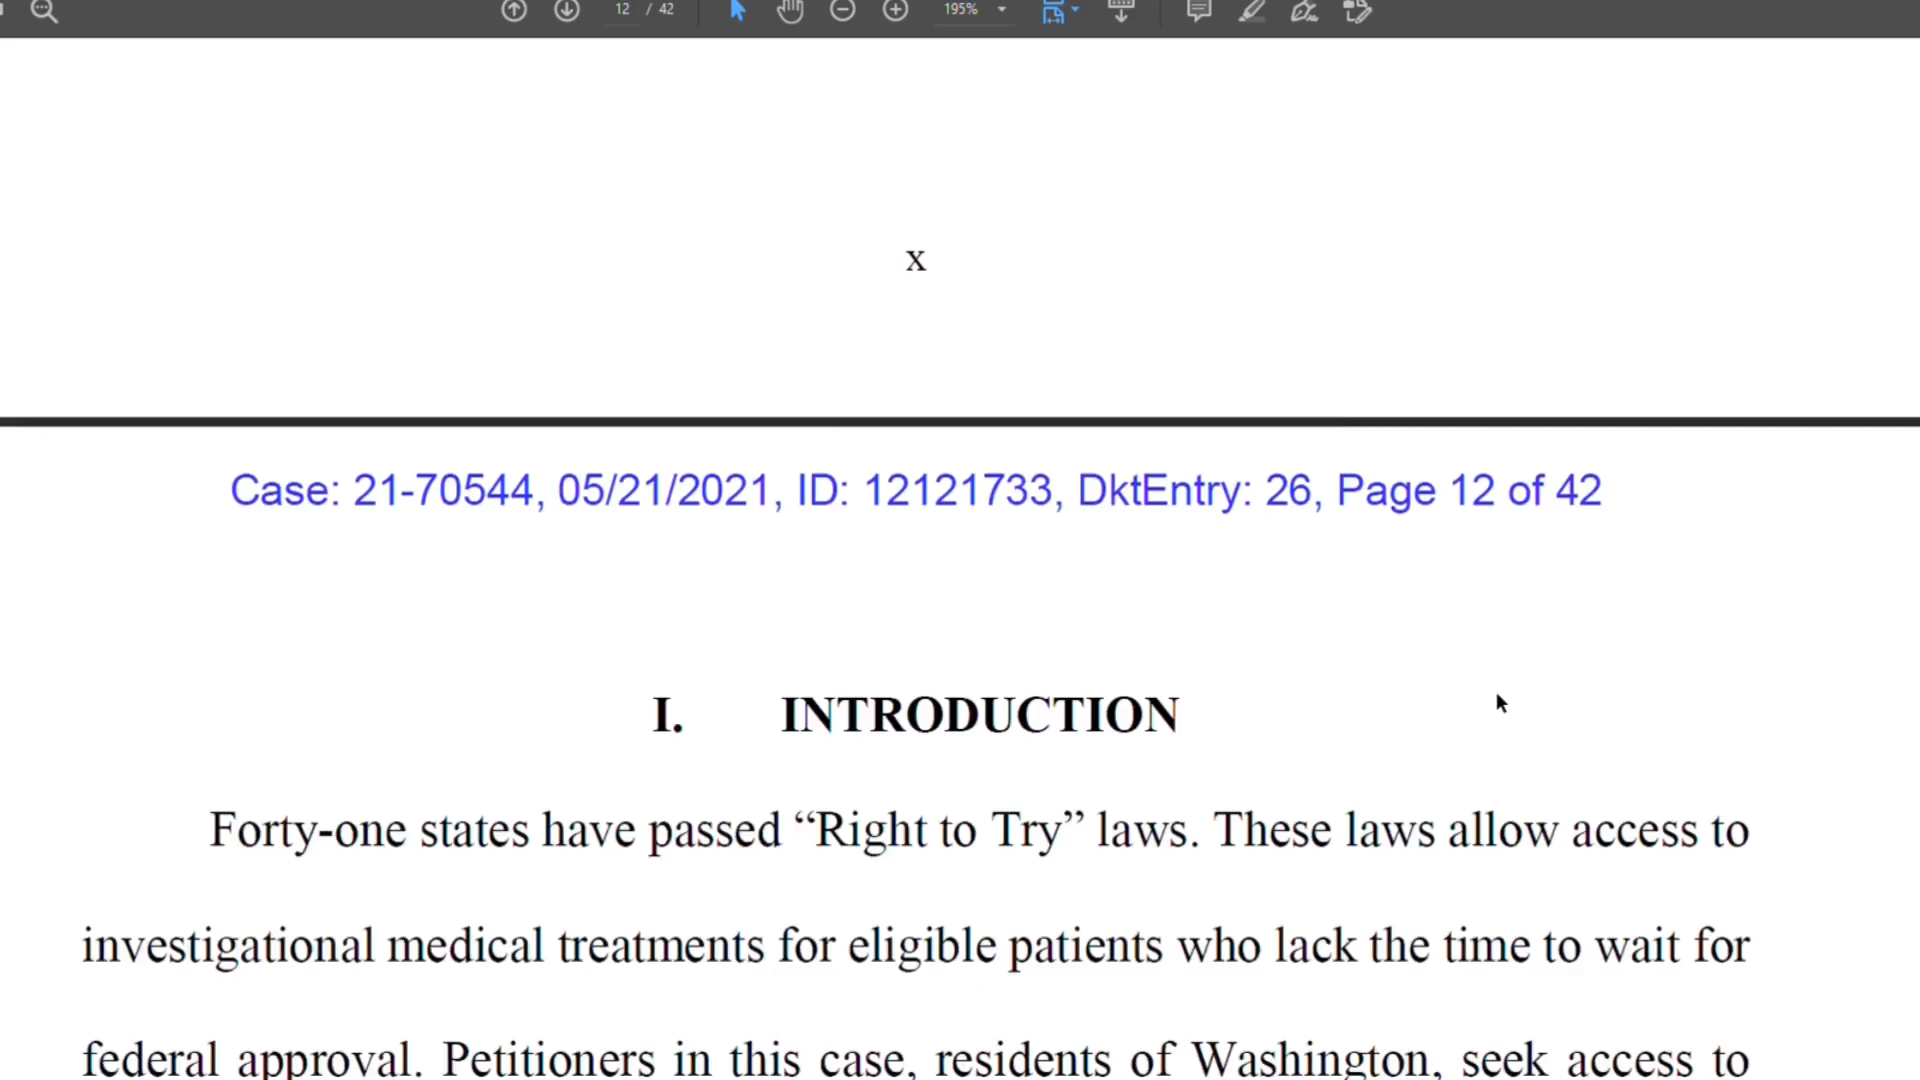 12 / 42
195%
x
Case: 21-70544, 05/21/2021, ID: 12121733, DktEntry: 26, Page 12 of 42
I. INTRODUCTION
Forty-one states have passed “Right to Try” laws. These laws allow access to
investigational medical treatments for eligible patients who lack the time to wait for
federal approval. Petitioners in this case, residents of Washington, seek access to